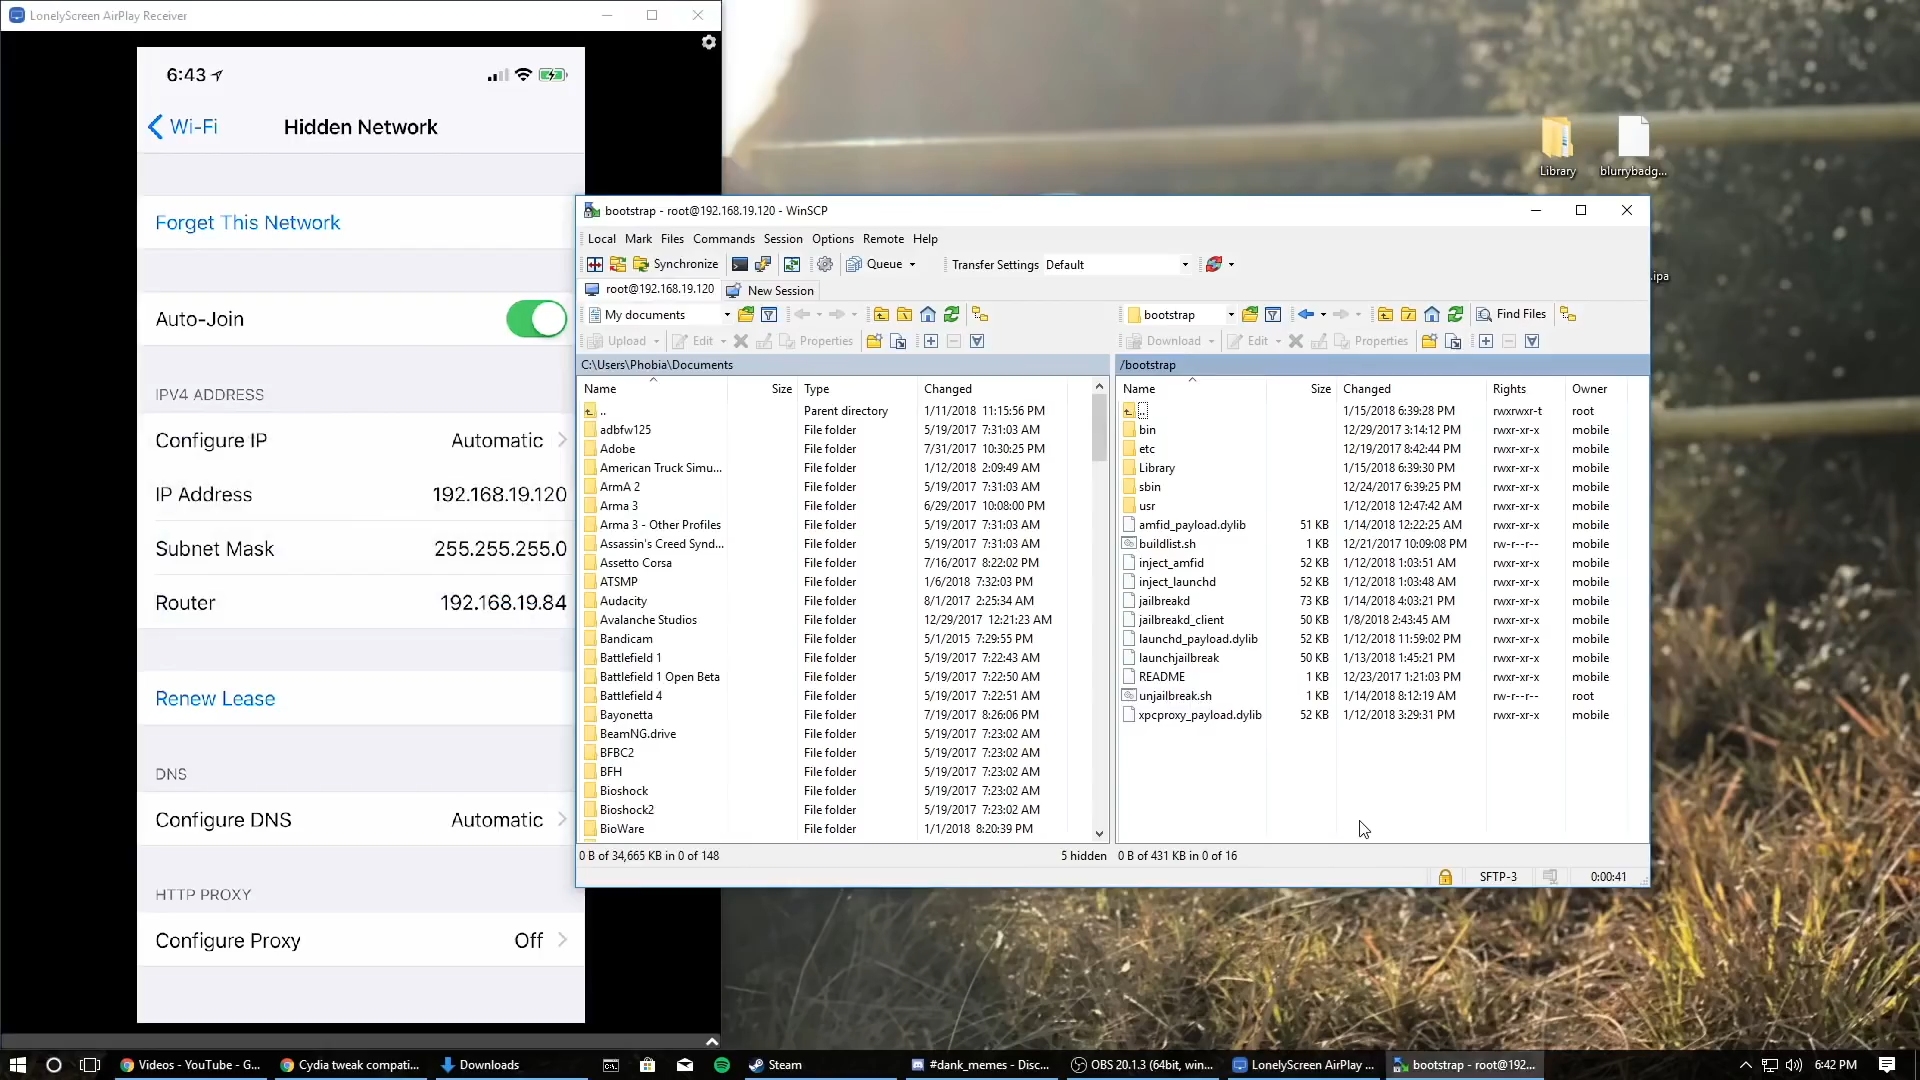 LonelyScreen AirPlay Receiver
6:43
Wi-Fi
Hidden Network
Forget This Network
Auto-Join
IPV4 ADDRESS
Configure IP Automatic
IP Address 192.168.19.120
Subnet Mask 255.255.255.0
Router 192.168.19.84
Renew Lease
DNS
Configure DNS Automatic
HTTP PROXY
Configure Proxy Off
Library
blurrybadg...
.ipa
bootstrap - root@192.168.19.120 - WinSCP
Local Mark Files Commands Session Options Remote Help
Synchronize Queue Transfer Settings Default
root@192.168.19.120 New Session
My documents
Upload Edit Properties
C:\Users\Phobia\Documents
Name Size Type Changed
.. Parent directory 1/11/2018 11:15:56 PM
adbfw125 File folder 5/19/2017 7:31:03 AM
Adobe File folder 7/31/2017 10:30:25 PM
American Truck Simu... File folder 1/12/2018 2:09:49 AM
ArmA 2 File folder 5/19/2017 7:31:03 AM
Arma 3 File folder 6/29/2017 10:08:00 PM
Arma 3 - Other Profiles File folder 5/19/2017 7:31:03 AM
Assassin's Creed Synd... File folder 5/19/2017 7:31:03 AM
Assetto Corsa File folder 7/16/2017 8:22:02 PM
ATSMP File folder 1/6/2018 7:32:03 PM
Audacity File folder 8/1/2017 2:25:34 AM
Avalanche Studios File folder 12/29/2017 12:21:23 AM
Bandicam File folder 5/1/2015 7:29:55 PM
Battlefield 1 File folder 5/19/2017 7:22:43 AM
Battlefield 1 Open Beta File folder 5/19/2017 7:22:50 AM
Battlefield 4 File folder 5/19/2017 7:22:51 AM
Bayonetta File folder 7/19/2017 8:26:06 PM
BeamNG.drive File folder 5/19/2017 7:23:02 AM
BFBC2 File folder 5/19/2017 7:23:02 AM
BFH File folder 5/19/2017 7:23:02 AM
Bioshock File folder 5/19/2017 7:23:02 AM
Bioshock2 File folder 5/19/2017 7:23:02 AM
BioWare File folder 1/1/2018 8:20:39 PM
0 B of 34,665 KB in 0 of 148 5 hidden
bootstrap Find Files
Download Edit Properties
/bootstrap
Name Size Changed Rights Owner
.. 1/15/2018 6:39:28 PM rwxrwxr-t root
bin 12/29/2017 3:14:12 PM rwxr-xr-x mobile
etc 12/19/2017 8:42:44 PM rwxr-xr-x mobile
Library 1/15/2018 6:39:30 PM rwxr-xr-x mobile
sbin 12/24/2017 6:39:25 PM rwxr-xr-x mobile
usr 1/12/2018 12:47:42 AM rwxr-xr-x mobile
amfid_payload.dylib 51 KB 1/14/2018 12:22:25 AM rwxr-xr-x mobile
buildlist.sh 1 KB 12/21/2017 10:09:08 PM rw-r--r-- mobile
inject_amfid 52 KB 1/12/2018 1:03:51 AM rwxr-xr-x mobile
inject_launchd 52 KB 1/12/2018 1:03:48 AM rwxr-xr-x mobile
jailbreakd 73 KB 1/14/2018 4:03:21 PM rwxr-xr-x mobile
jailbreakd_client 50 KB 1/8/2018 2:43:45 AM rwxr-xr-x mobile
launchd_payload.dylib 52 KB 1/12/2018 11:59:02 PM rwxr-xr-x mobile
launchjailbreak 50 KB 1/13/2018 1:45:21 PM rwxr-xr-x mobile
README 1 KB 12/23/2017 1:21:03 PM rwxr-xr-x mobile
unjailbreak.sh 1 KB 1/14/2018 8:12:19 AM rw-r--r-- root
xpcproxy_payload.dylib 52 KB 1/12/2018 3:29:31 PM rwxr-xr-x mobile
0 B of 431 KB in 0 of 16
SFTP-3 0:00:41
Videos - YouTube - G... Cydia tweak compati... Downloads Steam #dank_memes - Disc... OBS 20.1.3 (64bit, win... LonelyScreen AirPlay ... bootstrap - root@192... 6:42 PM